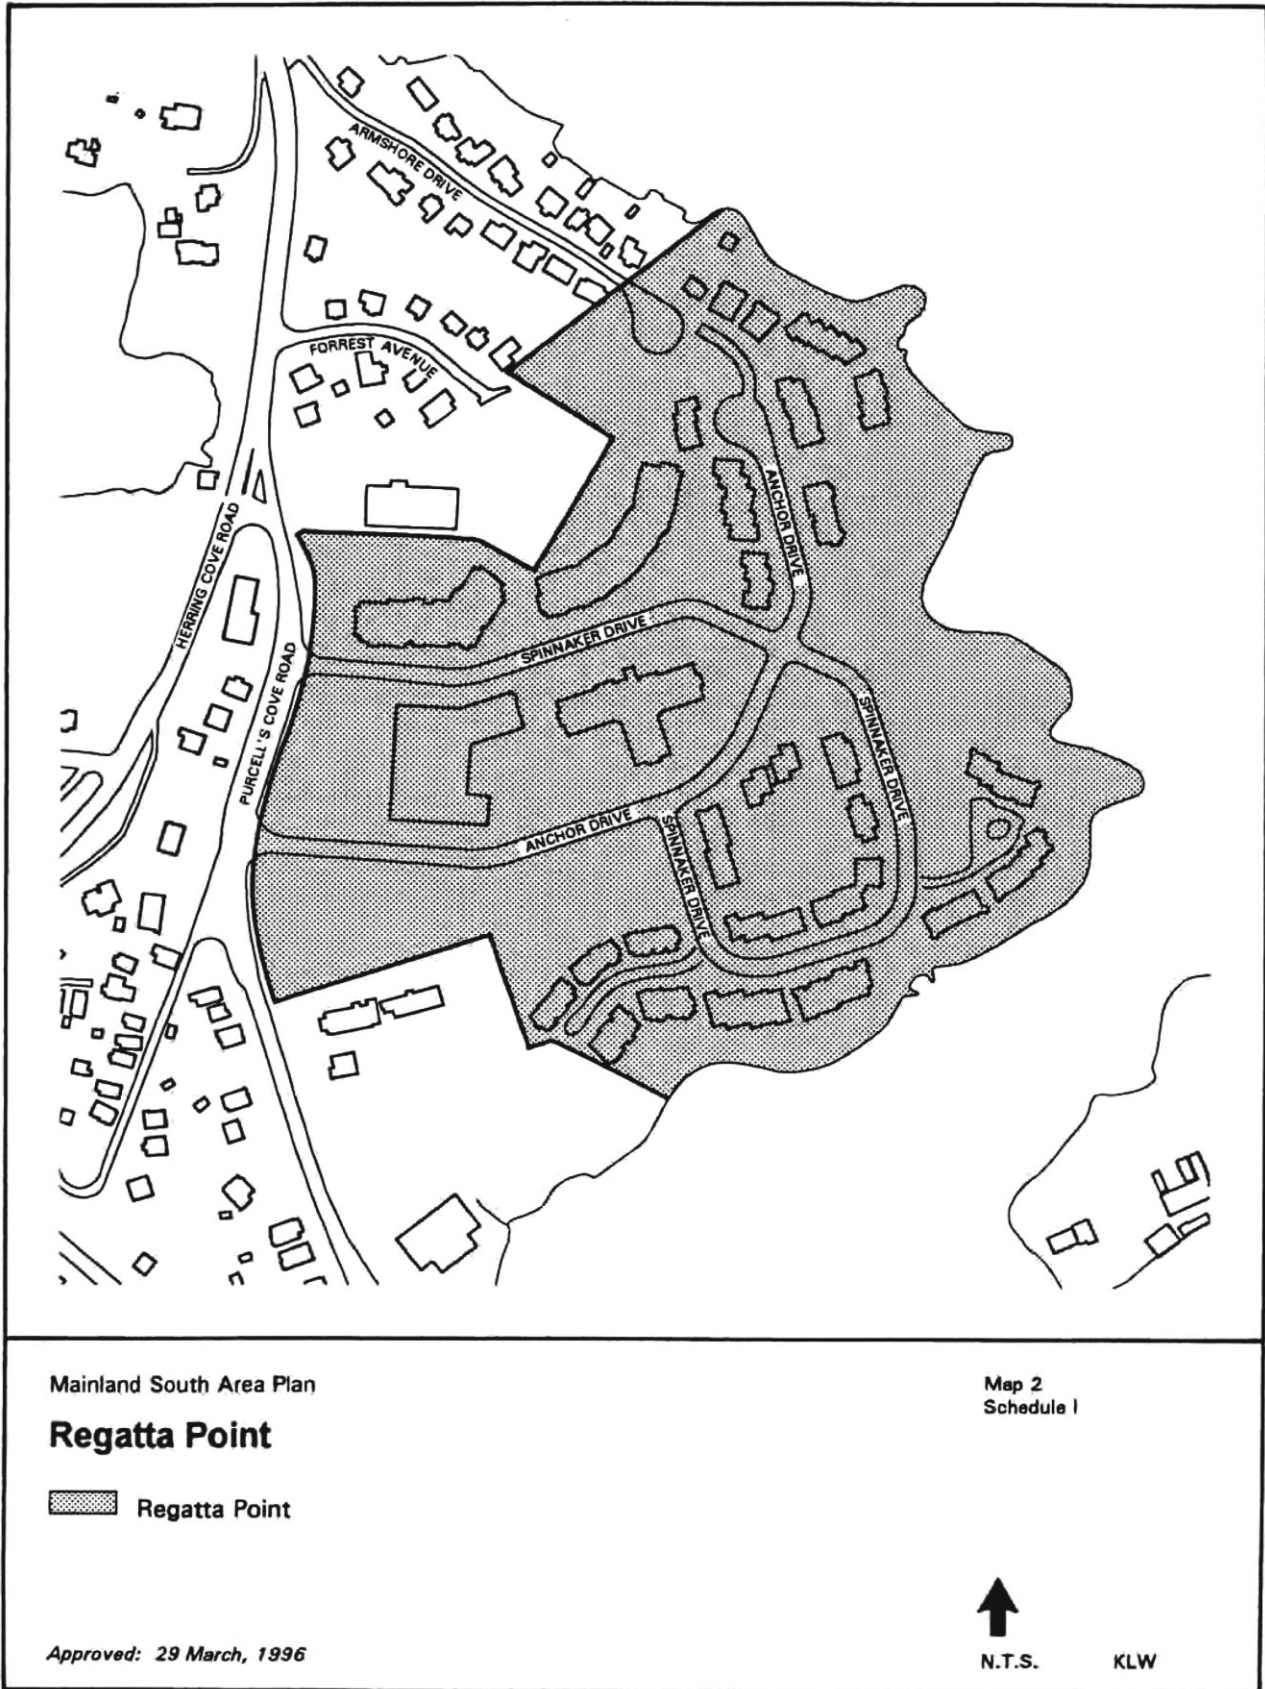 ARMSHORE DRIVE
FORREST AVENUE
ANCHOR DRIVE
HERRING COVE ROAD
SPINNAKER DRIVE
PURCELL'S COVE ROAD
SPINNAKER DRIVE
ANCHOR DRIVE
SPINNAKER DRIVE
Mainland South Area Plan
Map 2
Schedule I
Regatta Point
Regatta Point
Approved: 29 March, 1996
N.T.S.
KLW